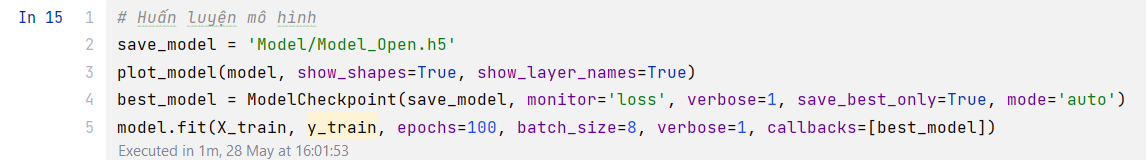 In 15 1 # Huấn luyện mô hình
2 save_model = 'Model/Model_Open.h5'
3 plot_model(model, show_shapes=True, show_layer_names=True)
4 best_model = ModelCheckpoint(save_model, monitor='loss', verbose=1, save_best_only=True, mode='auto')
5 model.fit(X_train, y_train, epochs=100, batch_size=8, verbose=1, callbacks=[best_model])
Executed in 1m, 28 May at 16:01:53